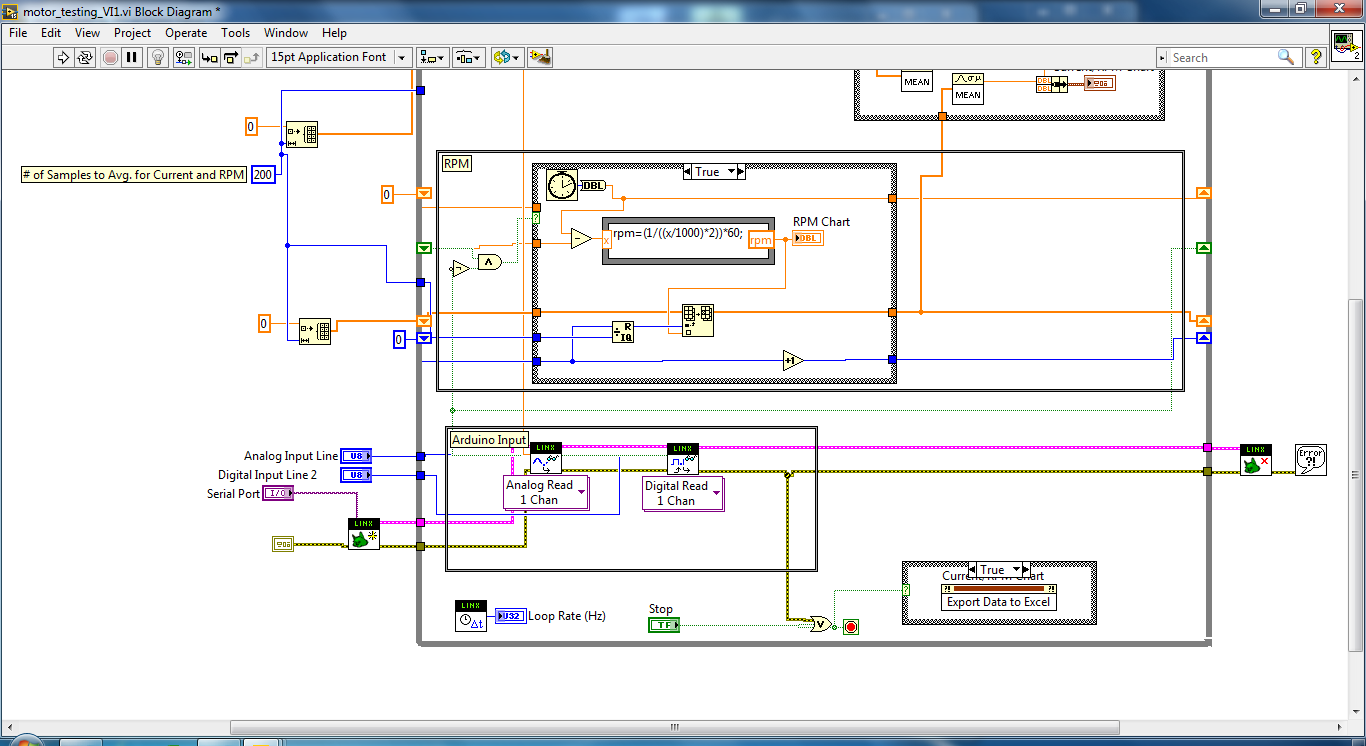 motor_testing_VI1.vi Block Diagram *
File Edit View Project Operate Tools Window Help
15pt Application Font
Search
2
MEAN
MEAN
DBL
DBL
0
# of Samples to Avg. for Current and RPM
200
0
RPM
True
DBL
rpm=(1/((x/1000)*2))*60;
x
rpm
RPM Chart
DBL
?
0
0
R
IQ
+1
Arduino Input
LINX
LINX
Analog Read
1 Chan
Digital Read
1 Chan
Analog Input Line
U8
Digital Input Line 2
U8
Serial Port
I/O
LINX
LINX
Error
?!
LINX
Δt
U32
Loop Rate (Hz)
Stop
TF
V
True
?
?!
?!
Export Data to Excel